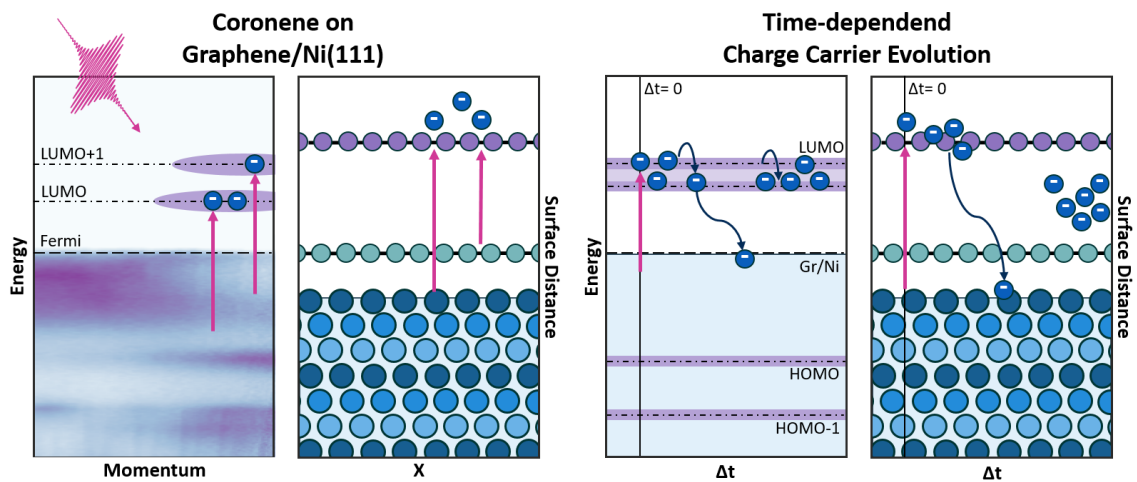 Coronene on
Graphene/Ni(111)
Time-dependend
Charge Carrier Evolution
LUMO+1
LUMO
Fermi
Energy
Momentum
X
Surface Distance
Δt= 0
LUMO
Gr/Ni
HOMO
HOMO-1
Energy
Δt
Δt= 0
Surface Distance
Δt